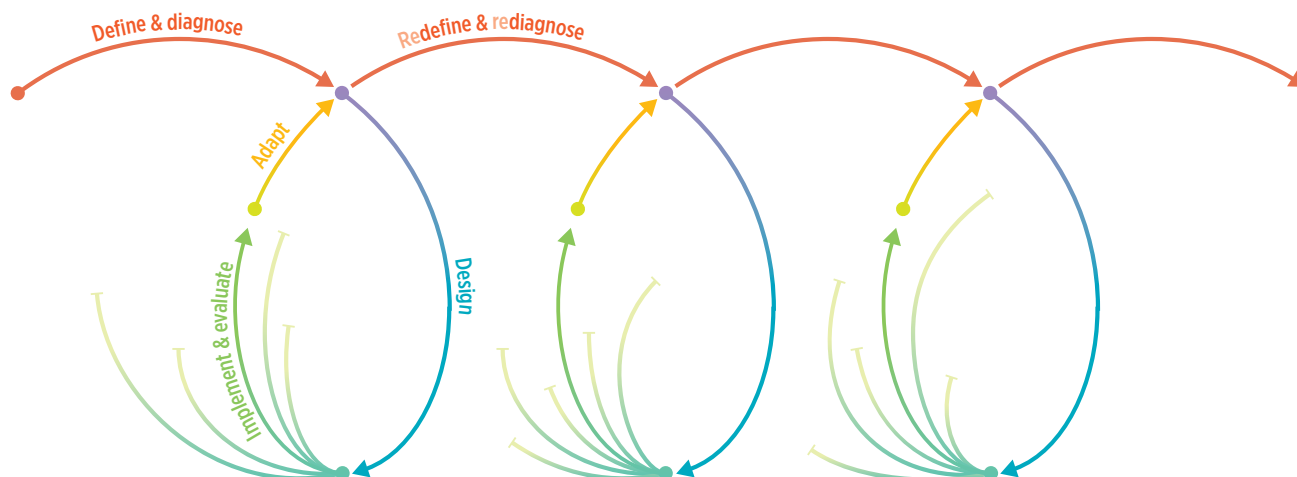 Define & diagnose
Redefine & rediagnose
Adapt
Implement & evaluate
Design